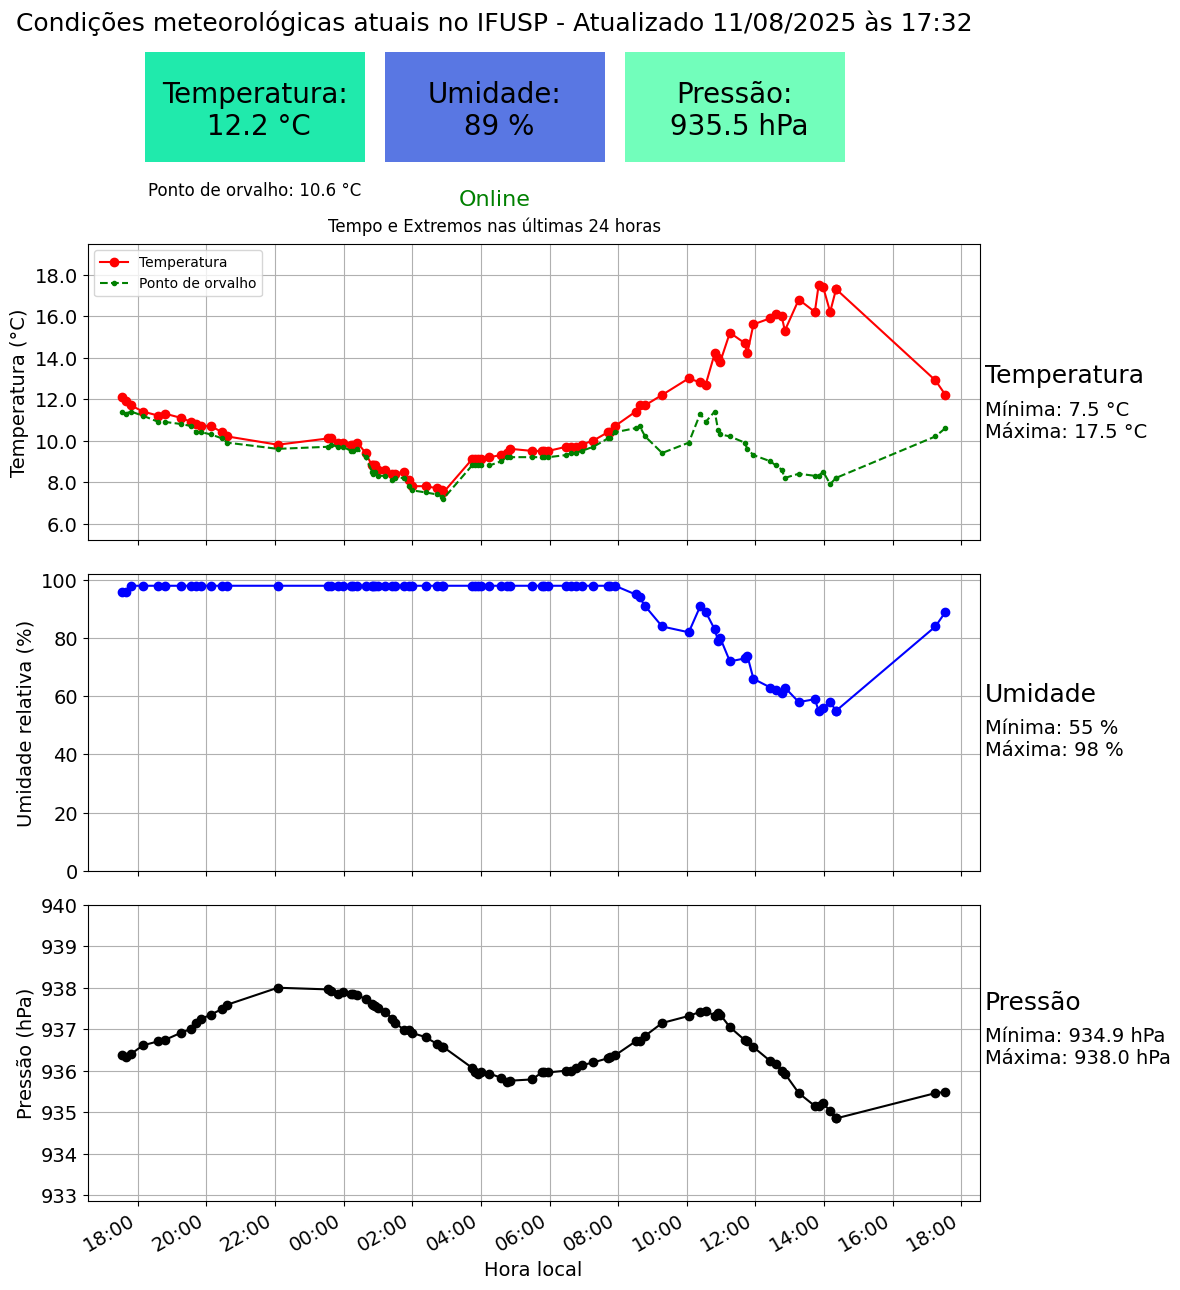 Condições meteorológicas atuais no IFUSP - Atualizado 11/08/2025 às 17:32
Temperatura:
12.2 °C
Umidade:
89 %
Pressão:
935.5 hPa
Ponto de orvalho: 10.6 °C
Online
Tempo e Extremos nas últimas 24 horas
Temperatura
Ponto de orvalho
Temperatura (°C)
18.0
16.0
14.0
12.0
10.0
8.0
6.0
Temperatura
Mínima: 7.5 °C
Máxima: 17.5 °C
Umidade relativa (%)
100
80
60
40
20
0
Umidade
Mínima: 55 %
Máxima: 98 %
Pressão (hPa)
940
939
938
937
936
935
934
933
Pressão
Mínima: 934.9 hPa
Máxima: 938.0 hPa
18:00
20:00
22:00
00:00
02:00
04:00
06:00
08:00
10:00
12:00
14:00
16:00
18:00
Hora local